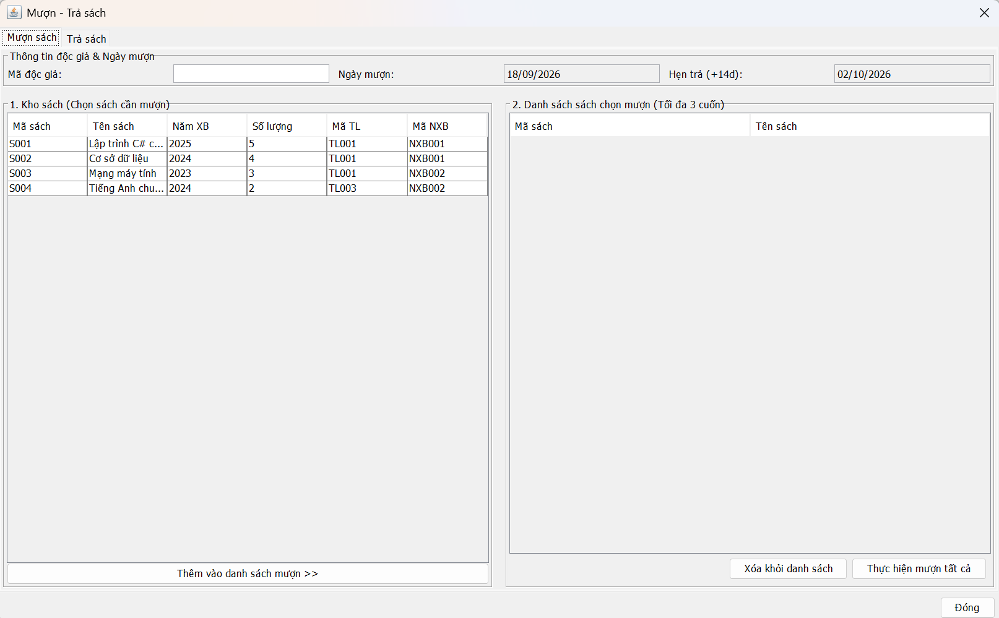 Mượn - Trả sách
Mượn sách Trả sách
Thông tin độc giả & Ngày mượn
Mã độc giả: Ngày mượn: 18/09/2026 Hẹn trả (+14d): 02/10/2026
1. Kho sách (Chọn sách cần mượn)
Mã sách Tên sách Năm XB Số lượng Mã TL Mã NXB
S001 Lập trình C# c... 2025 5 TL001 NXB001
S002 Cơ sở dữ liệu 2024 4 TL001 NXB001
S003 Mạng máy tính 2023 3 TL001 NXB002
S004 Tiếng Anh chu... 2024 2 TL003 NXB002
Thêm vào danh sách mượn >>
2. Danh sách sách chọn mượn (Tối đa 3 cuốn)
Mã sách Tên sách
Xóa khỏi danh sách Thực hiện mượn tất cả
Đóng